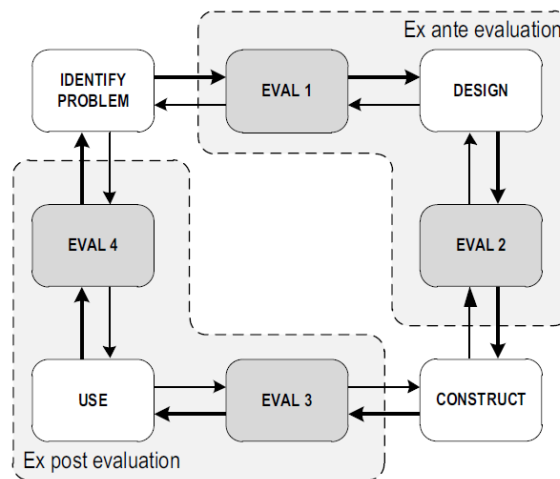 Ex ante evaluation
IDENTIFY
PROBLEM
EVAL 1
DESIGN
EVAL 4
EVAL 2
USE
EVAL 3
CONSTRUCT
Ex post evaluation